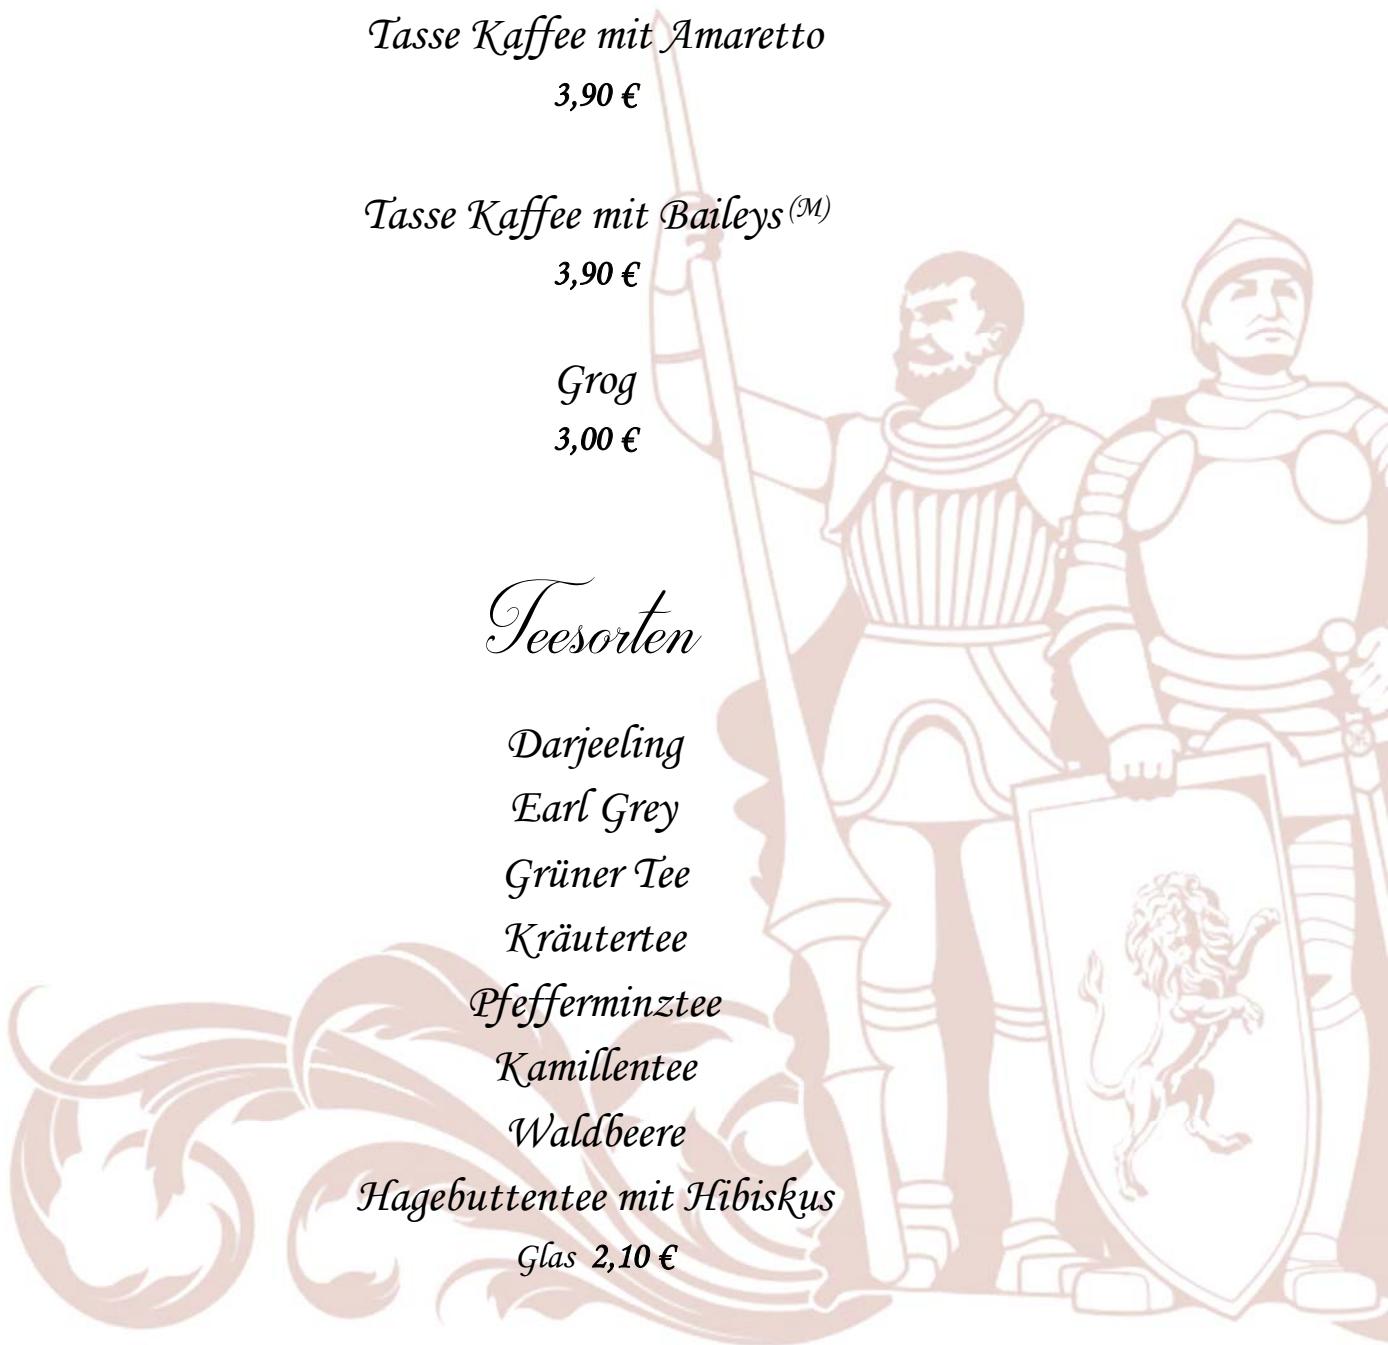 Tasse Kaffee mit Amaretto
3,90 €
Tasse Kaffee mit Baileys (M)
3,90 €
Grog
3,00 €
Teesorten
Darjeeling
Earl Grey
Grüner Tee
Kräutertee
Pfefferminztee
Kamillentee
Waldbeere
Hagebuttentee mit Hibiskus
Glas 2,10 €